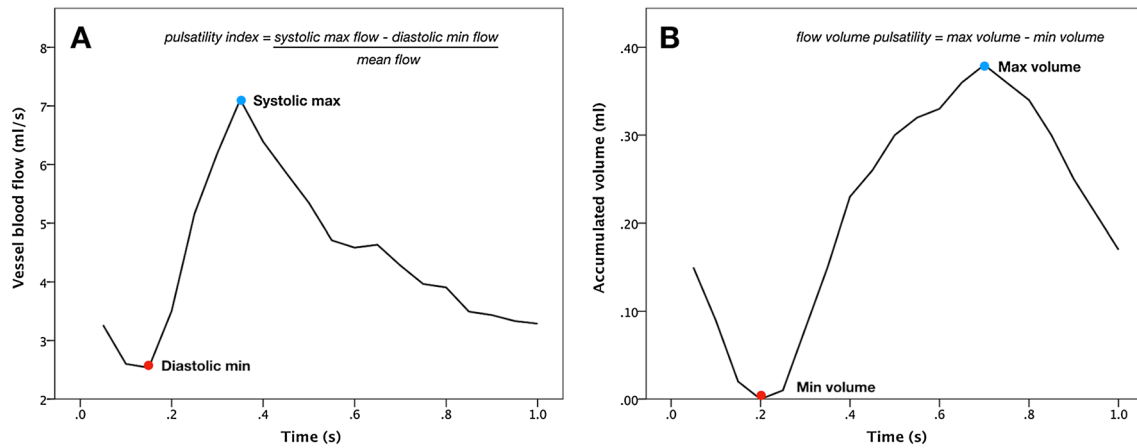 A
pulsatility index = systolic max flow - diastolic min flow
mean flow
Systolic max
Diastolic min
Vessel blood flow (ml/s)
8
7
6
5
4
3
2
.0 .2 .4 .6 .8 1.0
Time (s)
B
flow volume pulsatility = max volume - min volume
Max volume
Min volume
Accumulated volume (ml)
.40
.30
.20
.10
.00
.0 .2 .4 .6 .8 1.0
Time (s)